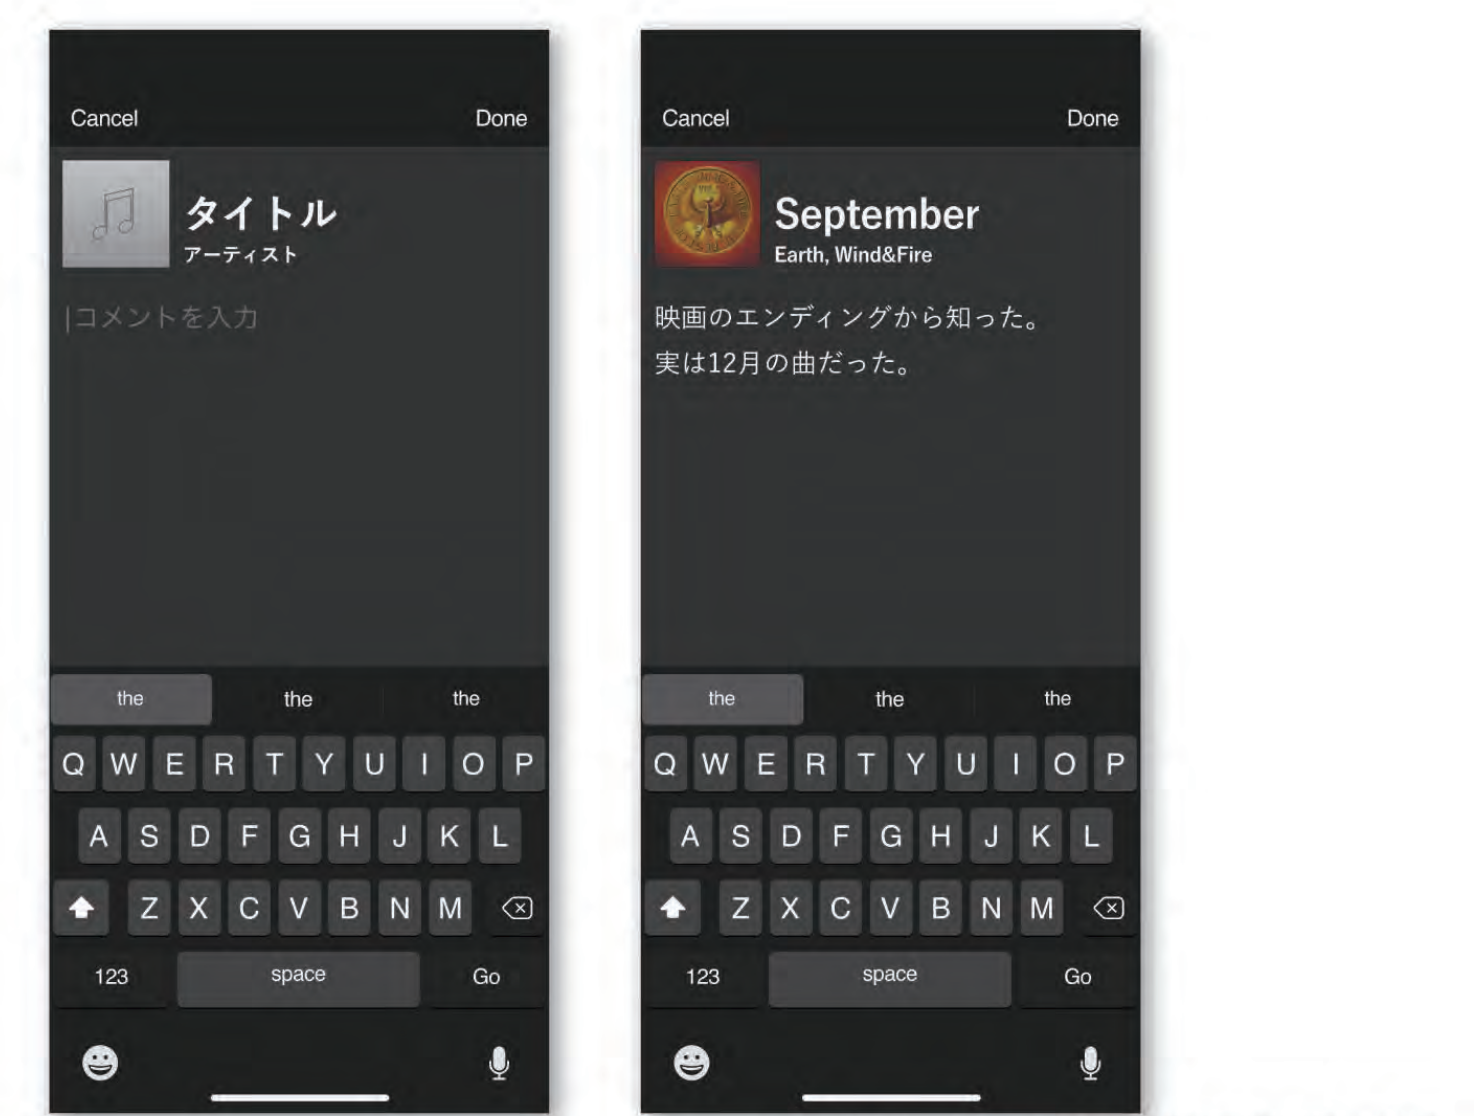 Cancel Done
タイトル
アーティスト
コメントを入力
the the the
Q W E R T Y U I O P
A S D F G H J K L
Z X C V B N M
123 space Go
Cancel Done
September
Earth, Wind&Fire
映画のエンディングから知った。
実は12月の曲だった。
the the the
Q W E R T Y U I O P
A S D F G H J K L
Z X C V B N M
123 space Go